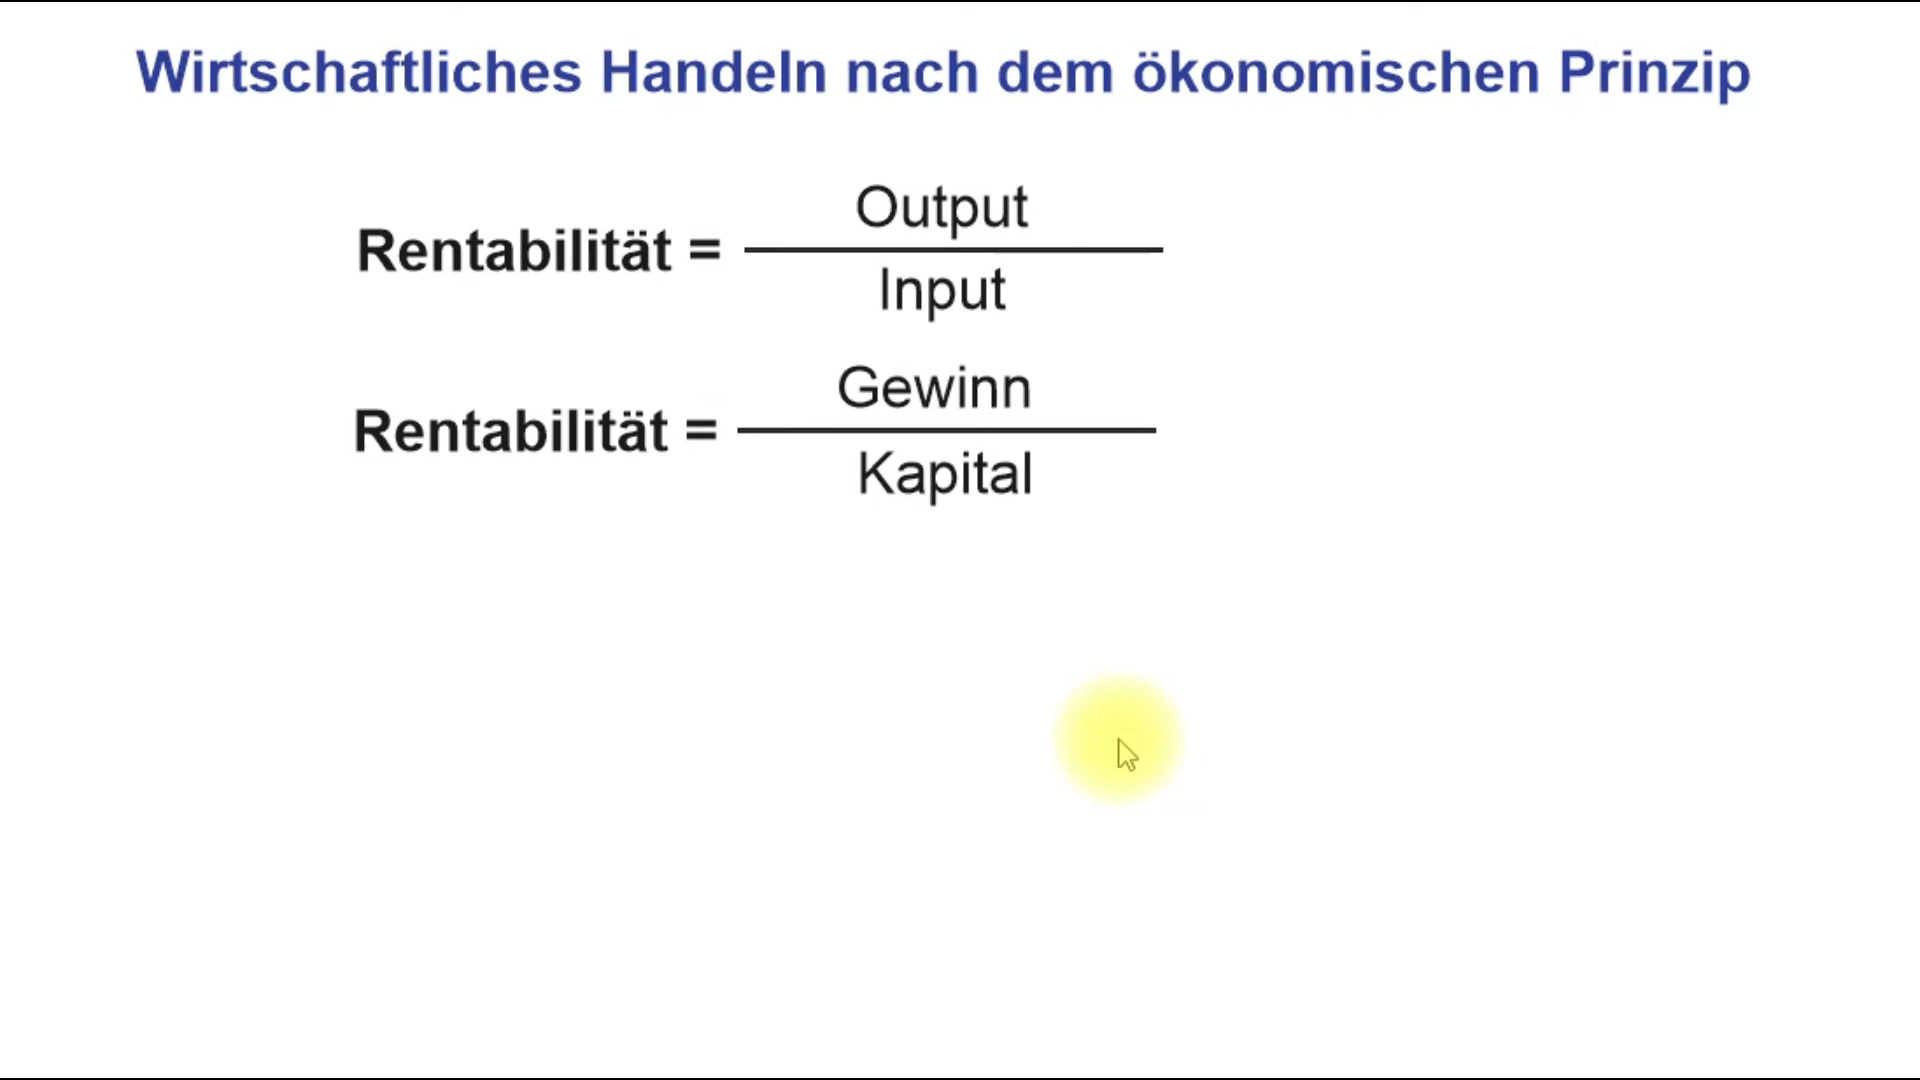 Wirtschaftliches Handeln nach dem ökonomischen Prinzip
Rentabilität = Output
Input
Rentabilität = Gewinn
Kapital